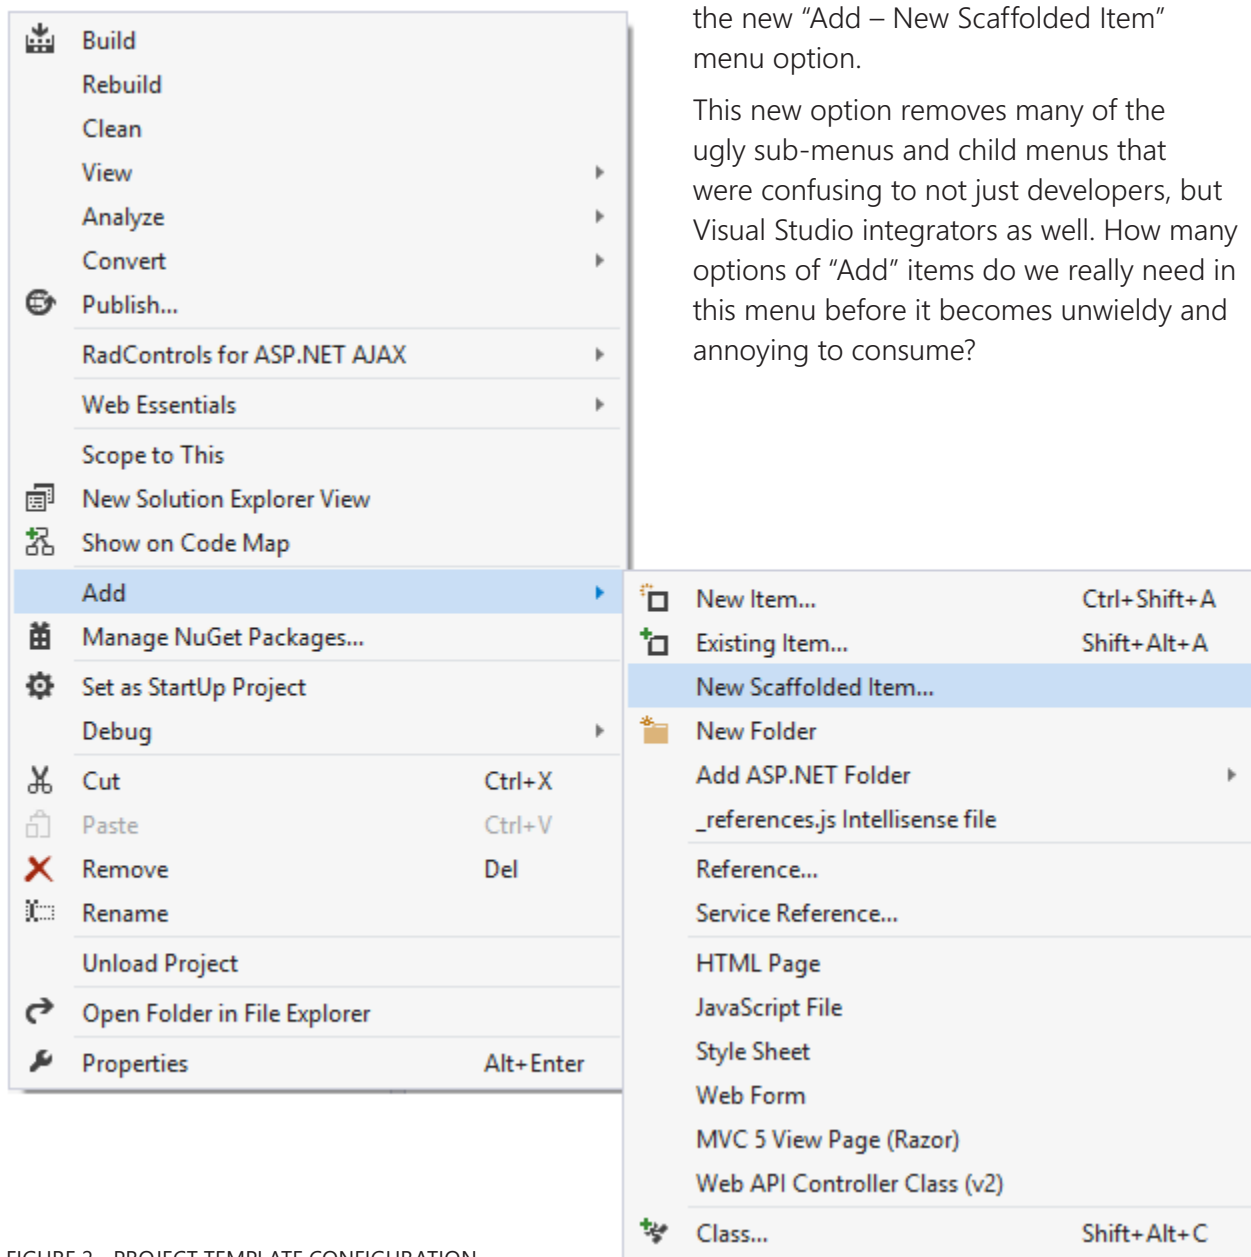 the new “Add – New Scaffolded Item”
menu option.
This new option removes many of the
ugly sub-menus and child menus that
were confusing to not just developers, but
Visual Studio integrators as well. How many
options of “Add” items do we really need in
this menu before it becomes unwieldy and
annoying to consume?
Build
Rebuild
Clean
View
Analyze
Convert
Publish...
RadControls for ASP.NET AJAX
Web Essentials
Scope to This
New Solution Explorer View
Show on Code Map
Add
Manage NuGet Packages...
Set as StartUp Project
Debug
Cut Ctrl+X
Paste Ctrl+V
Remove Del
Rename
Unload Project
Open Folder in File Explorer
Properties Alt+Enter
New Item... Ctrl+Shift+A
Existing Item... Shift+Alt+A
New Scaffolded Item...
New Folder
Add ASP.NET Folder
_references.js Intellisense file
Reference...
Service Reference...
HTML Page
JavaScript File
Style Sheet
Web Form
MVC 5 View Page (Razor)
Web API Controller Class (v2)
Class... Shift+Alt+C
FIGURE 2 - PROJECT TEMPLATE CONFIGURATION